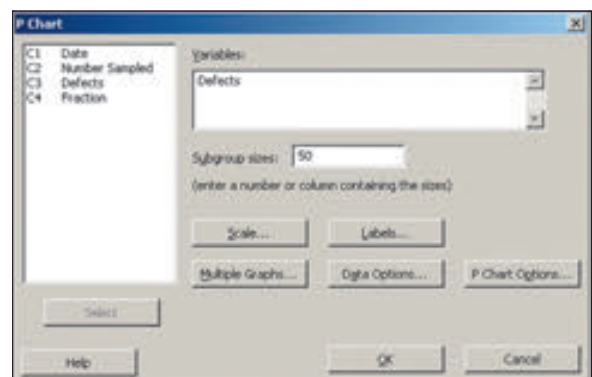 P Chart
C1 Date
C2 Number Sampled
C3 Defects
C4 Fraction
Variables:
Defects
Subgroup sizes: 50
(enter a number or column containing the sizes)
Scale... Labels...
Multiple Graphs... Data Options... P Chart Options...
Select
Help OK Cancel